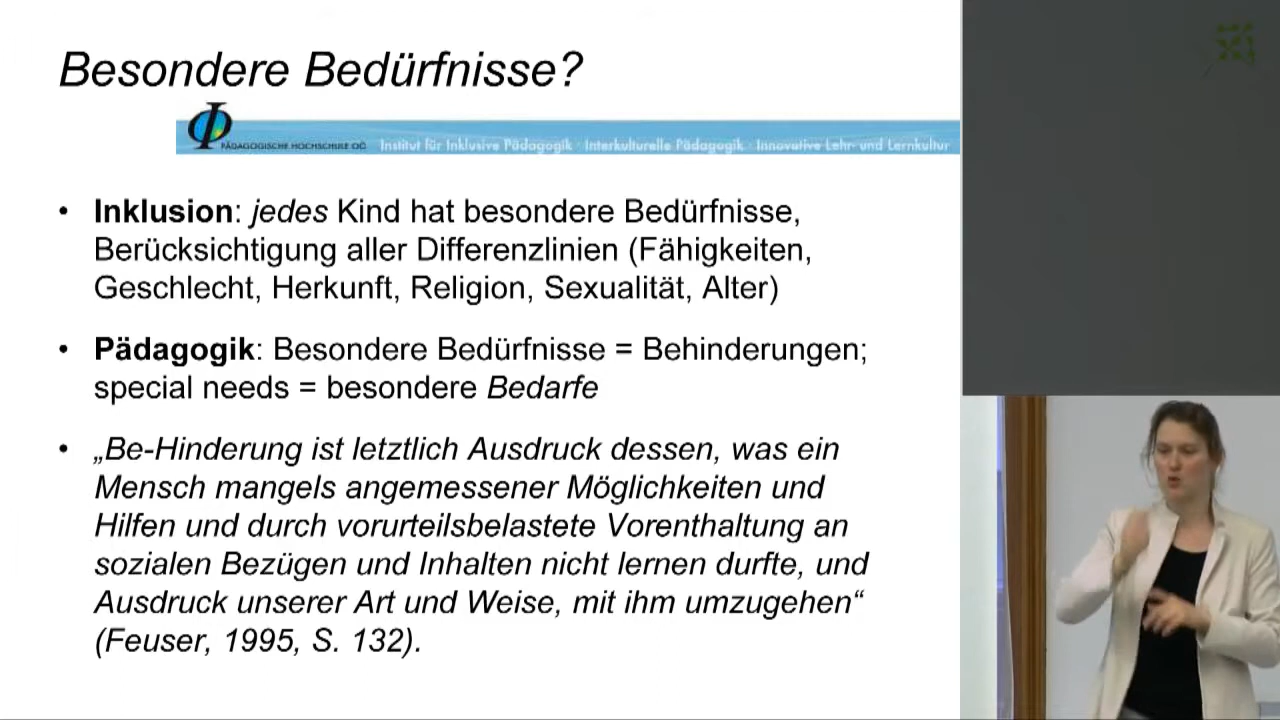 Besondere Bedürfnisse?
PÄDAGOGISCHE HOCHSCHULE OÖ Institut für Inklusive Pädagogik · Interkulturelle Pädagogik · Innovative Lehr- und Lernkultur
• Inklusion: jedes Kind hat besondere Bedürfnisse,
Berücksichtigung aller Differenzlinien (Fähigkeiten,
Geschlecht, Herkunft, Religion, Sexualität, Alter)
• Pädagogik: Besondere Bedürfnisse = Behinderungen;
special needs = besondere Bedarfe
• „Be-Hinderung ist letztlich Ausdruck dessen, was ein
Mensch mangels angemessener Möglichkeiten und
Hilfen und durch vorurteilsbelastete Vorenthaltung an
sozialen Bezügen und Inhalten nicht lernen durfte, und
Ausdruck unserer Art und Weise, mit ihm umzugehen“
(Feuser, 1995, S. 132).